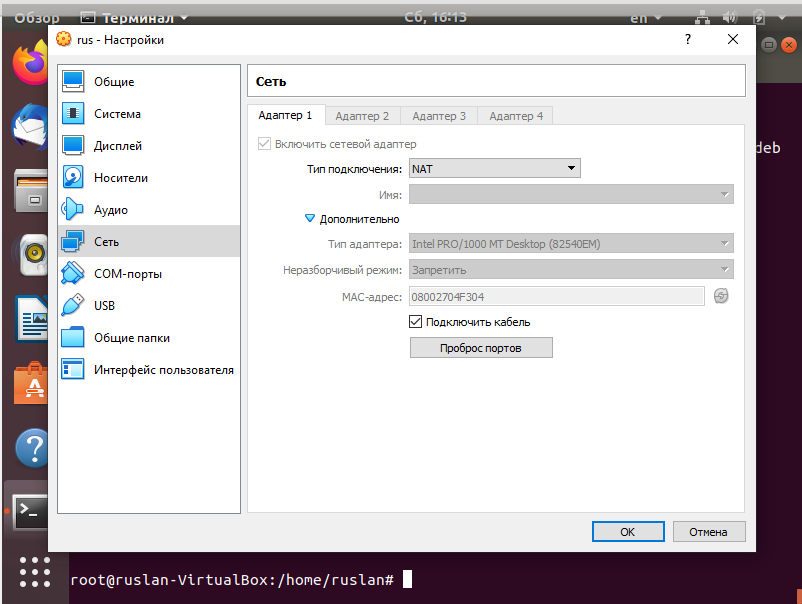 Обзор
Терминал
Сб, 16:13
en
rus - Настройки
?
Общие
Система
Дисплей
Носители
Аудио
Сеть
COM-порты
USB
Общие папки
Интерфейс пользователя
Сеть
Адаптер 1
Адаптер 2
Адаптер 3
Адаптер 4
Включить сетевой адаптер
Тип подключения: NAT
Имя:
Дополнительно
Тип адаптера: Intel PRO/1000 MT Desktop (82540EM)
Неразборчивый режим: Запретить
MAC-адрес: 08002704F304
Подключить кабель
Проброс портов
OK
Отмена
deb
root@ruslan-VirtualBox:/home/ruslan#